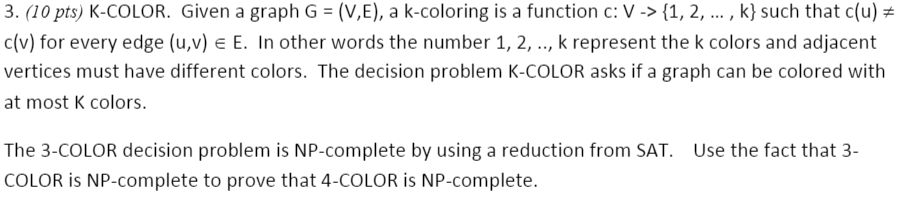 3. (10 pts) K-COLOR. Given a graph G = (V,E), a k-coloring is a function c: V -> {1, 2, ... , k} such that c(u) ≠
c(v) for every edge (u,v) ∈ E. In other words the number 1, 2, .., k represent the k colors and adjacent
vertices must have different colors. The decision problem K-COLOR asks if a graph can be colored with
at most K colors.
The 3-COLOR decision problem is NP-complete by using a reduction from SAT. Use the fact that 3-
COLOR is NP-complete to prove that 4-COLOR is NP-complete.